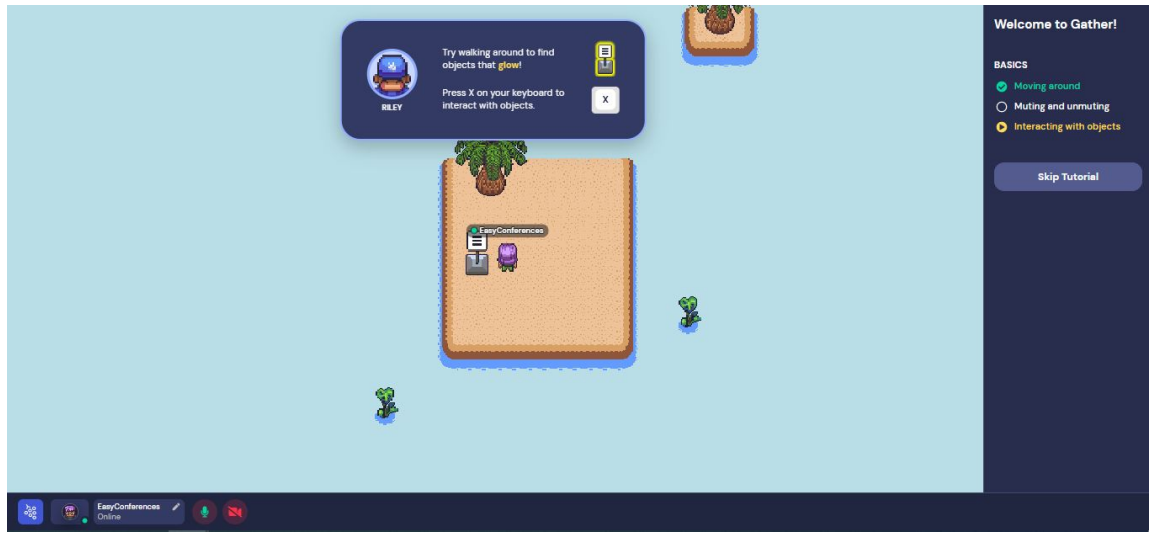 Try walking around to find
objects that glow!
Press X on your keyboard to
interact with objects.
X
RILEY
EasyConferences
Welcome to Gather!
BASICS
Moving around
Muting and unmuting
Interacting with objects
Skip Tutorial
EasyConferences
Online